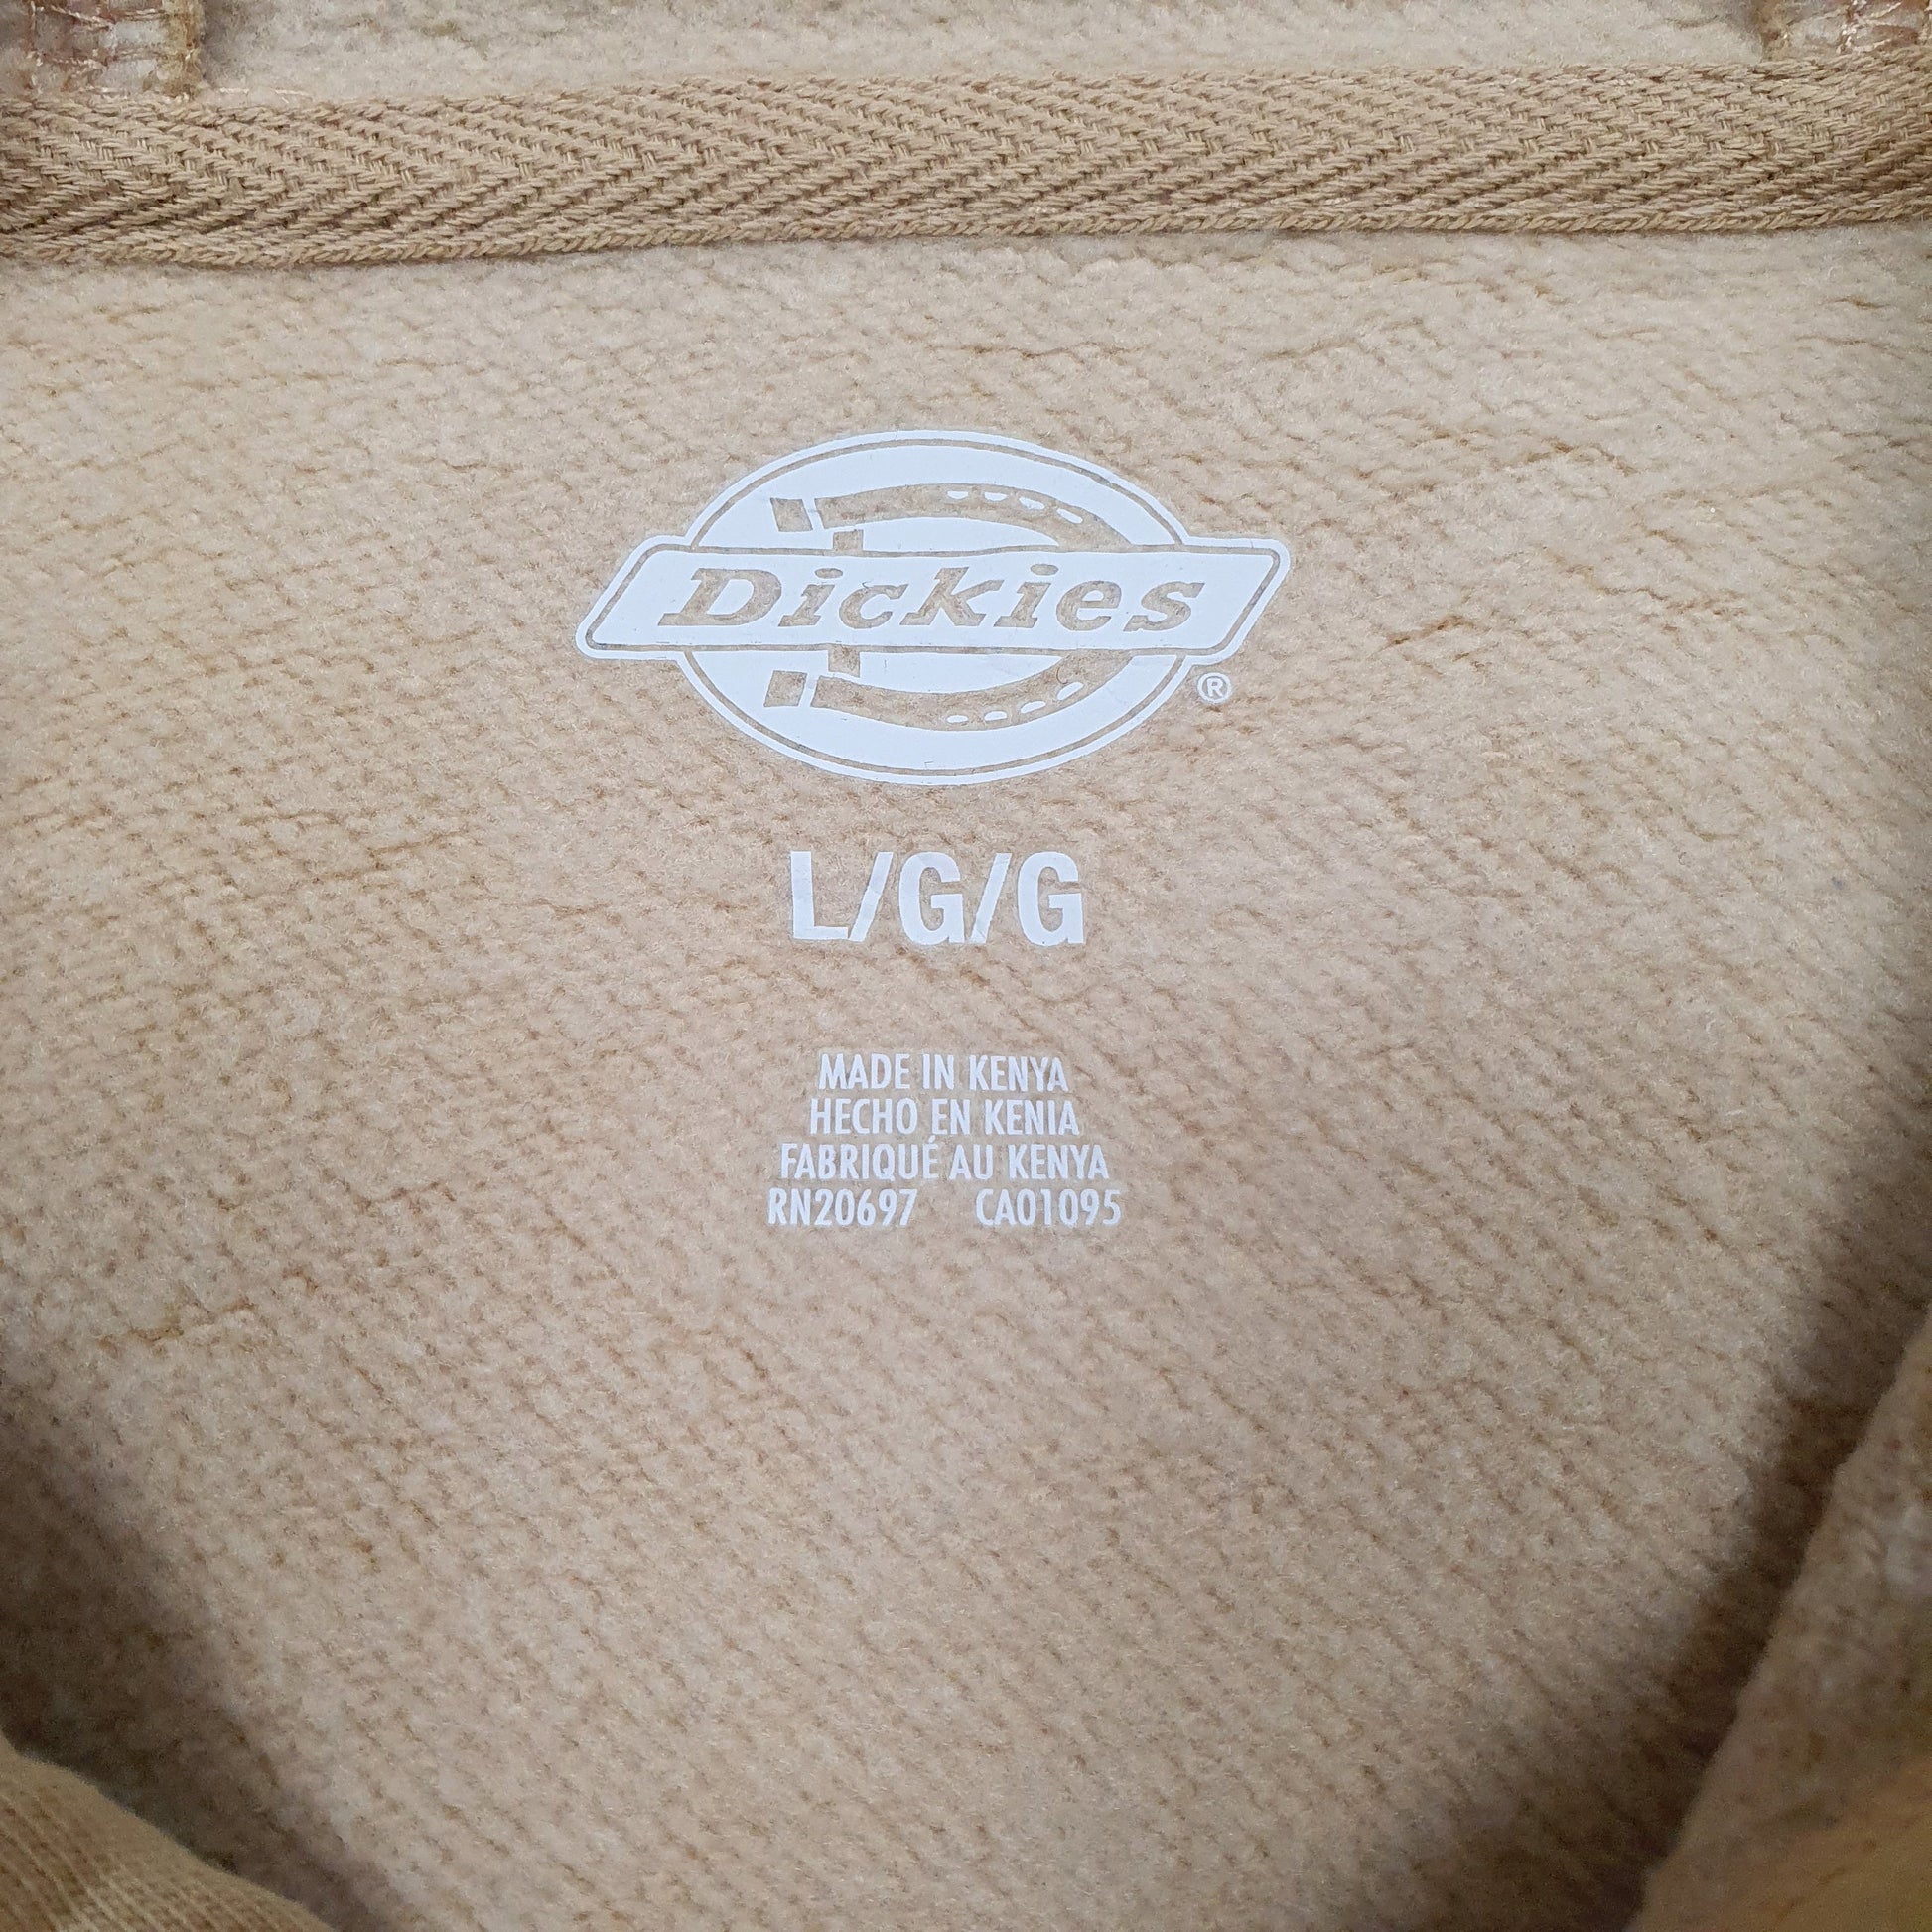 Dickies ®
L/G/G
MADE IN KENYA
HECHO EN KENIA
FABRIQUÉ AU KENYA
RN20697 CA01095